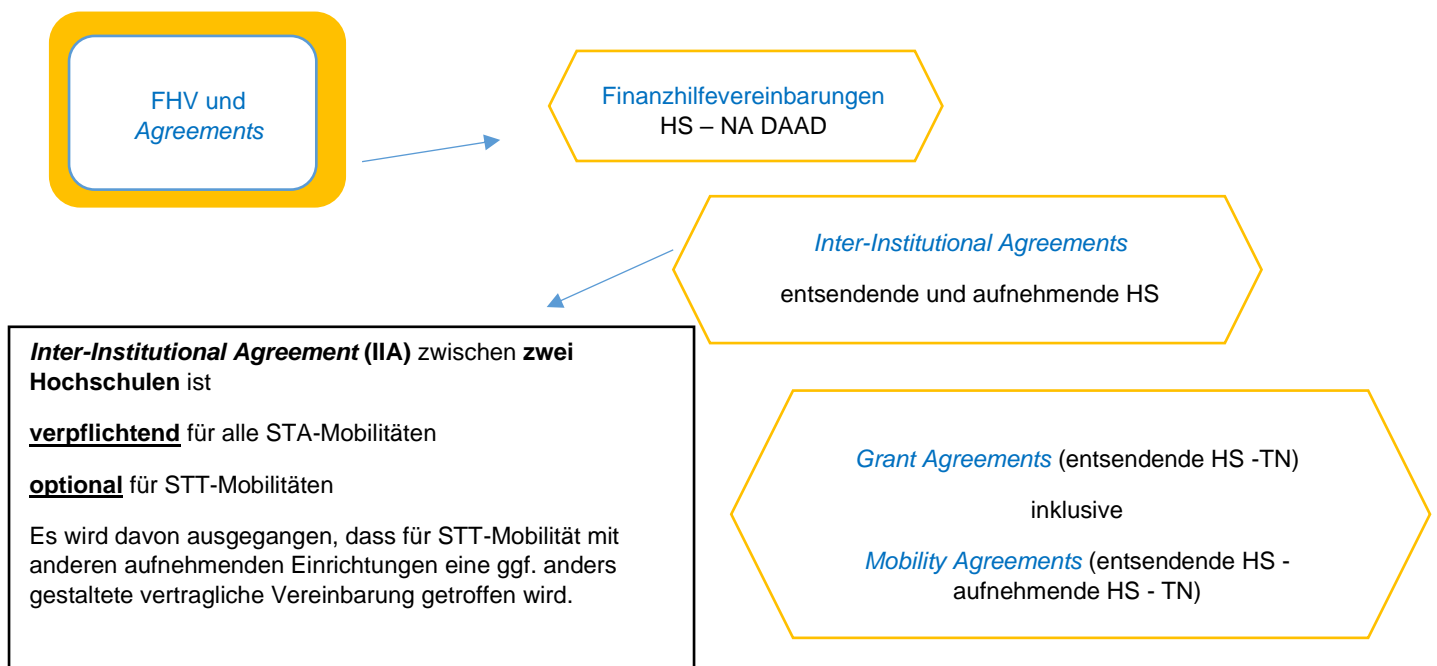 FHV und
Agreements
Finanzhilfevereinbarungen
HS – NA DAAD
Inter-Institutional Agreements
entsendende und aufnehmende HS
Inter-Institutional Agreement (IIA) zwischen zwei
Hochschulen ist
verpflichtend für alle STA-Mobilitäten
optional für STT-Mobilitäten
Es wird davon ausgegangen, dass für STT-Mobilität mit
anderen aufnehmenden Einrichtungen eine ggf. anders
gestaltete vertragliche Vereinbarung getroffen wird.
Grant Agreements (entsendende HS -TN)
inklusive
Mobility Agreements (entsendende HS -
aufnehmende HS - TN)